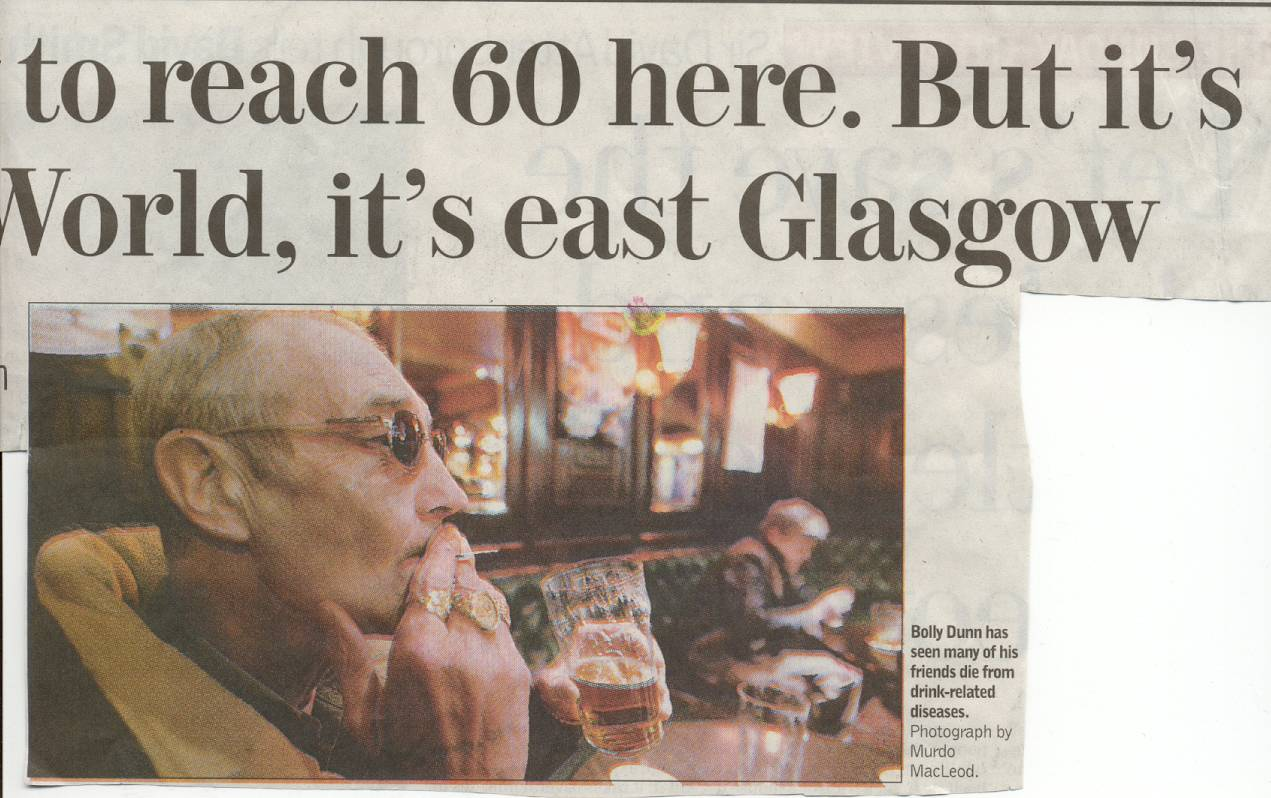 to reach 60 here. But it's
World, it's east Glasgow
Bolly Dunn has
seen many of his
friends die from
drink-related
diseases.
Photograph by
Murdo
MacLeod.